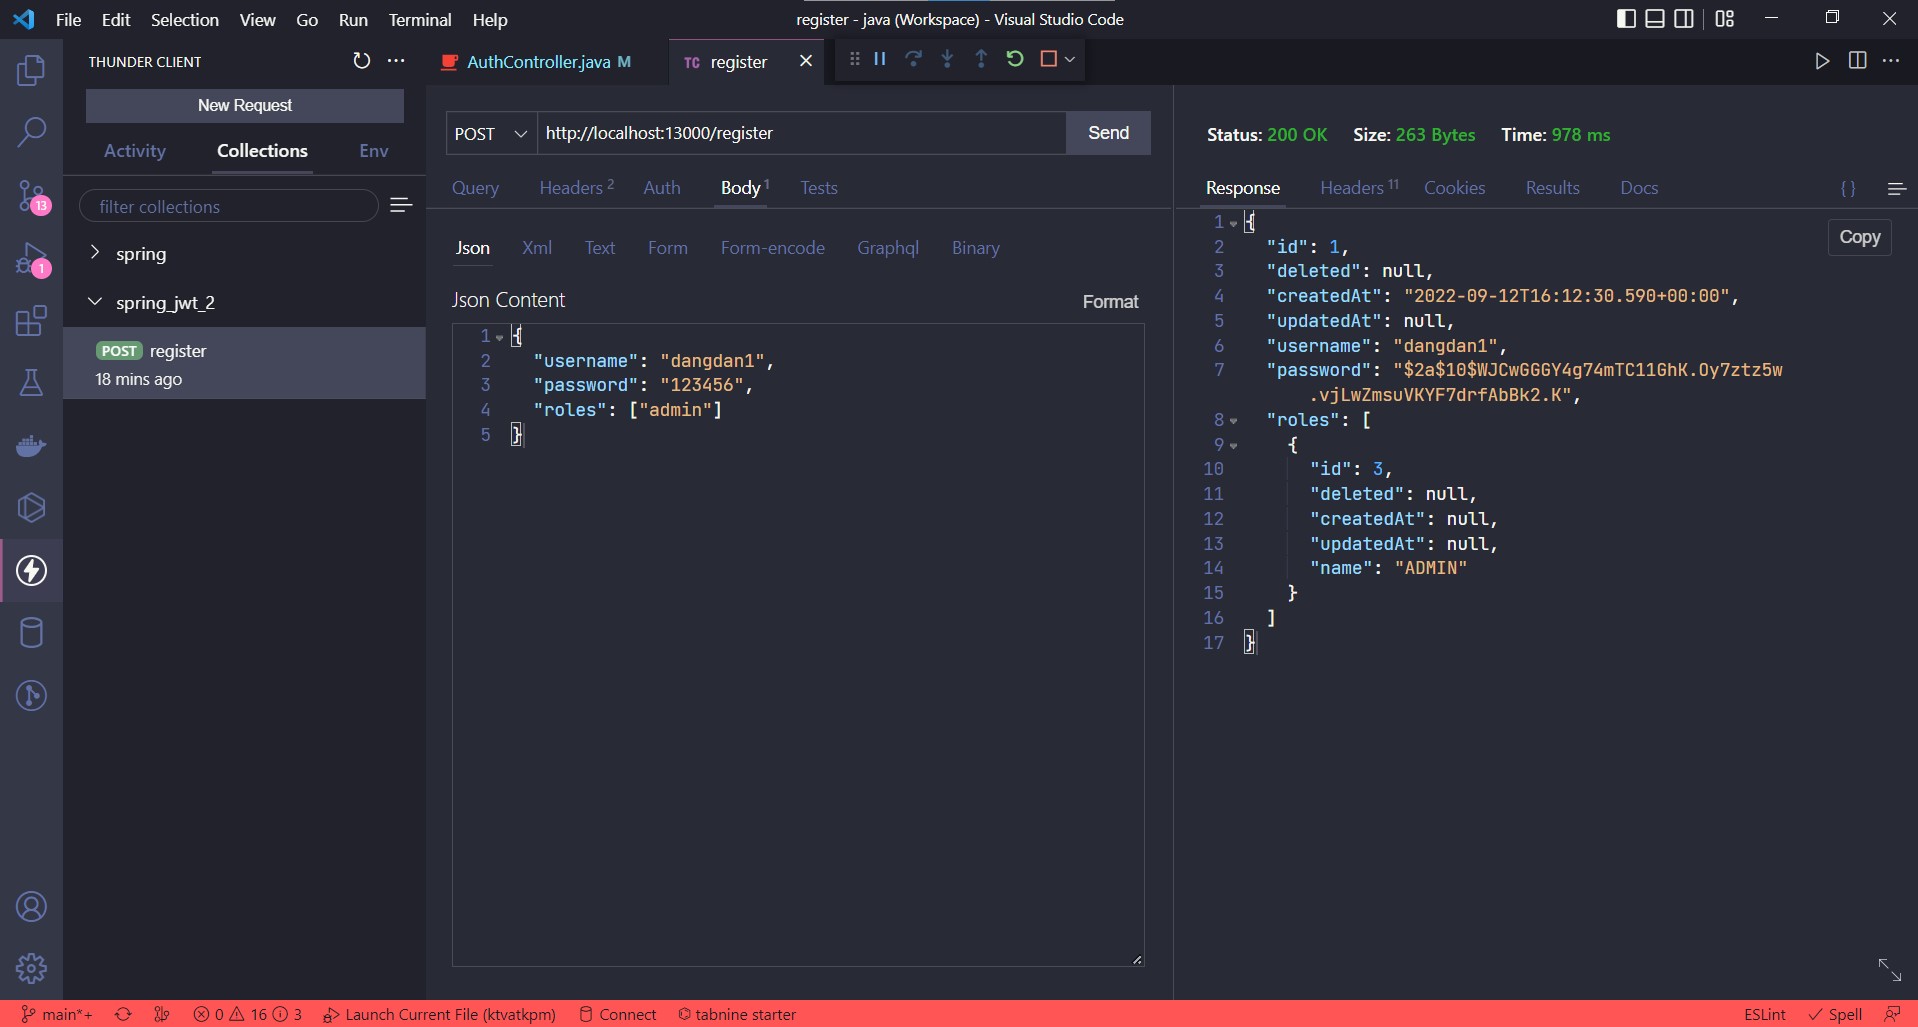 File Edit Selection View Go Run Terminal Help
register - java (Workspace) - Visual Studio Code
THUNDER CLIENT
New Request
Activity Collections Env
filter collections
spring
spring_jwt_2
POST register
18 mins ago
13
1
AuthController.java M
TC register
POST http://localhost:13000/register Send
Query Headers 2 Auth Body 1 Tests
Json Xml Text Form Form-encode Graphql Binary
Json Content Format
1 {
2 "username": "dangdan1",
3 "password": "123456",
4 "roles": ["admin"]
5 }
Status: 200 OK Size: 263 Bytes Time: 978 ms
Response Headers 11 Cookies Results Docs { }
Copy
1 {
2 "id": 1,
3 "deleted": null,
4 "createdAt": "2022-09-12T16:12:30.590+00:00",
5 "updatedAt": null,
6 "username": "dangdan1",
7 "password": "$2a$10$WJCwGGGY4g74mTC11GhK.Oy7ztz5w
.vjLwZmsuVKYF7drfAbBk2.K",
8 "roles": [
9 {
10 "id": 3,
11 "deleted": null,
12 "createdAt": null,
13 "updatedAt": null,
14 "name": "ADMIN"
15 }
16 ]
17 }
main*+ 0 16 3 Launch Current File (ktvatkpm) Connect tabnine starter ESLint Spell